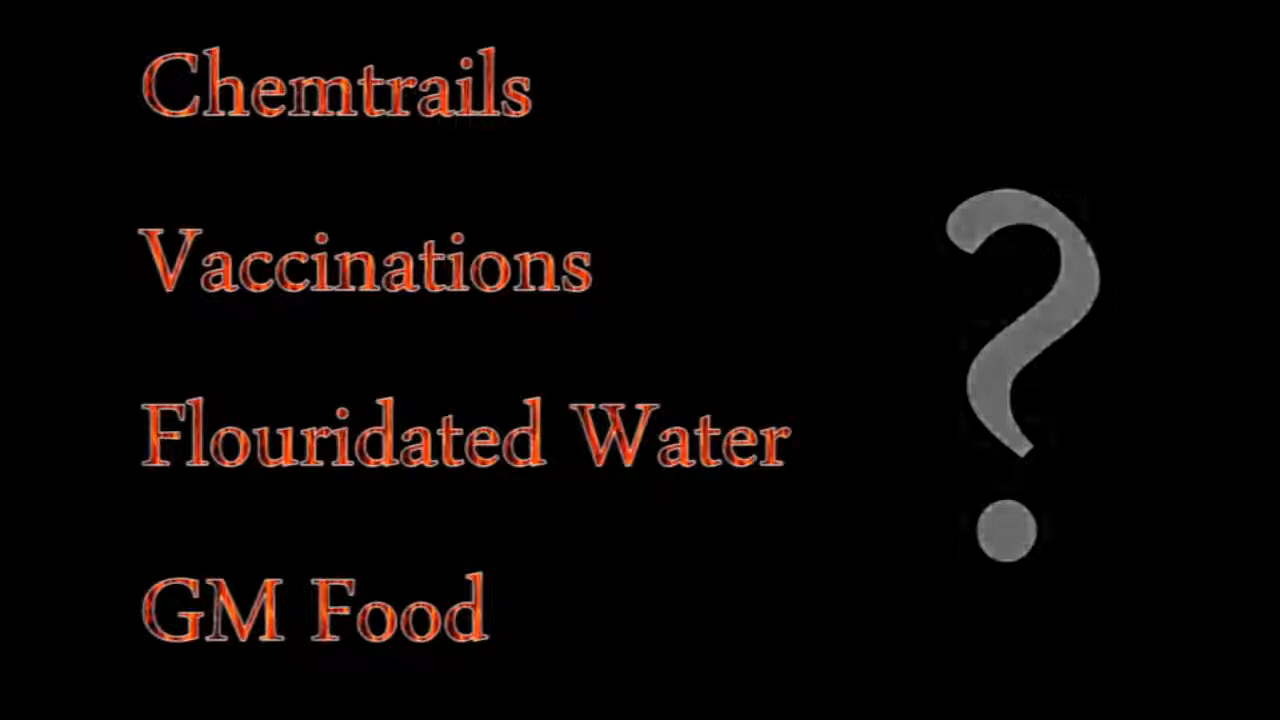 Chemtrails
Vaccinations
Flouridated Water
GM Food
?